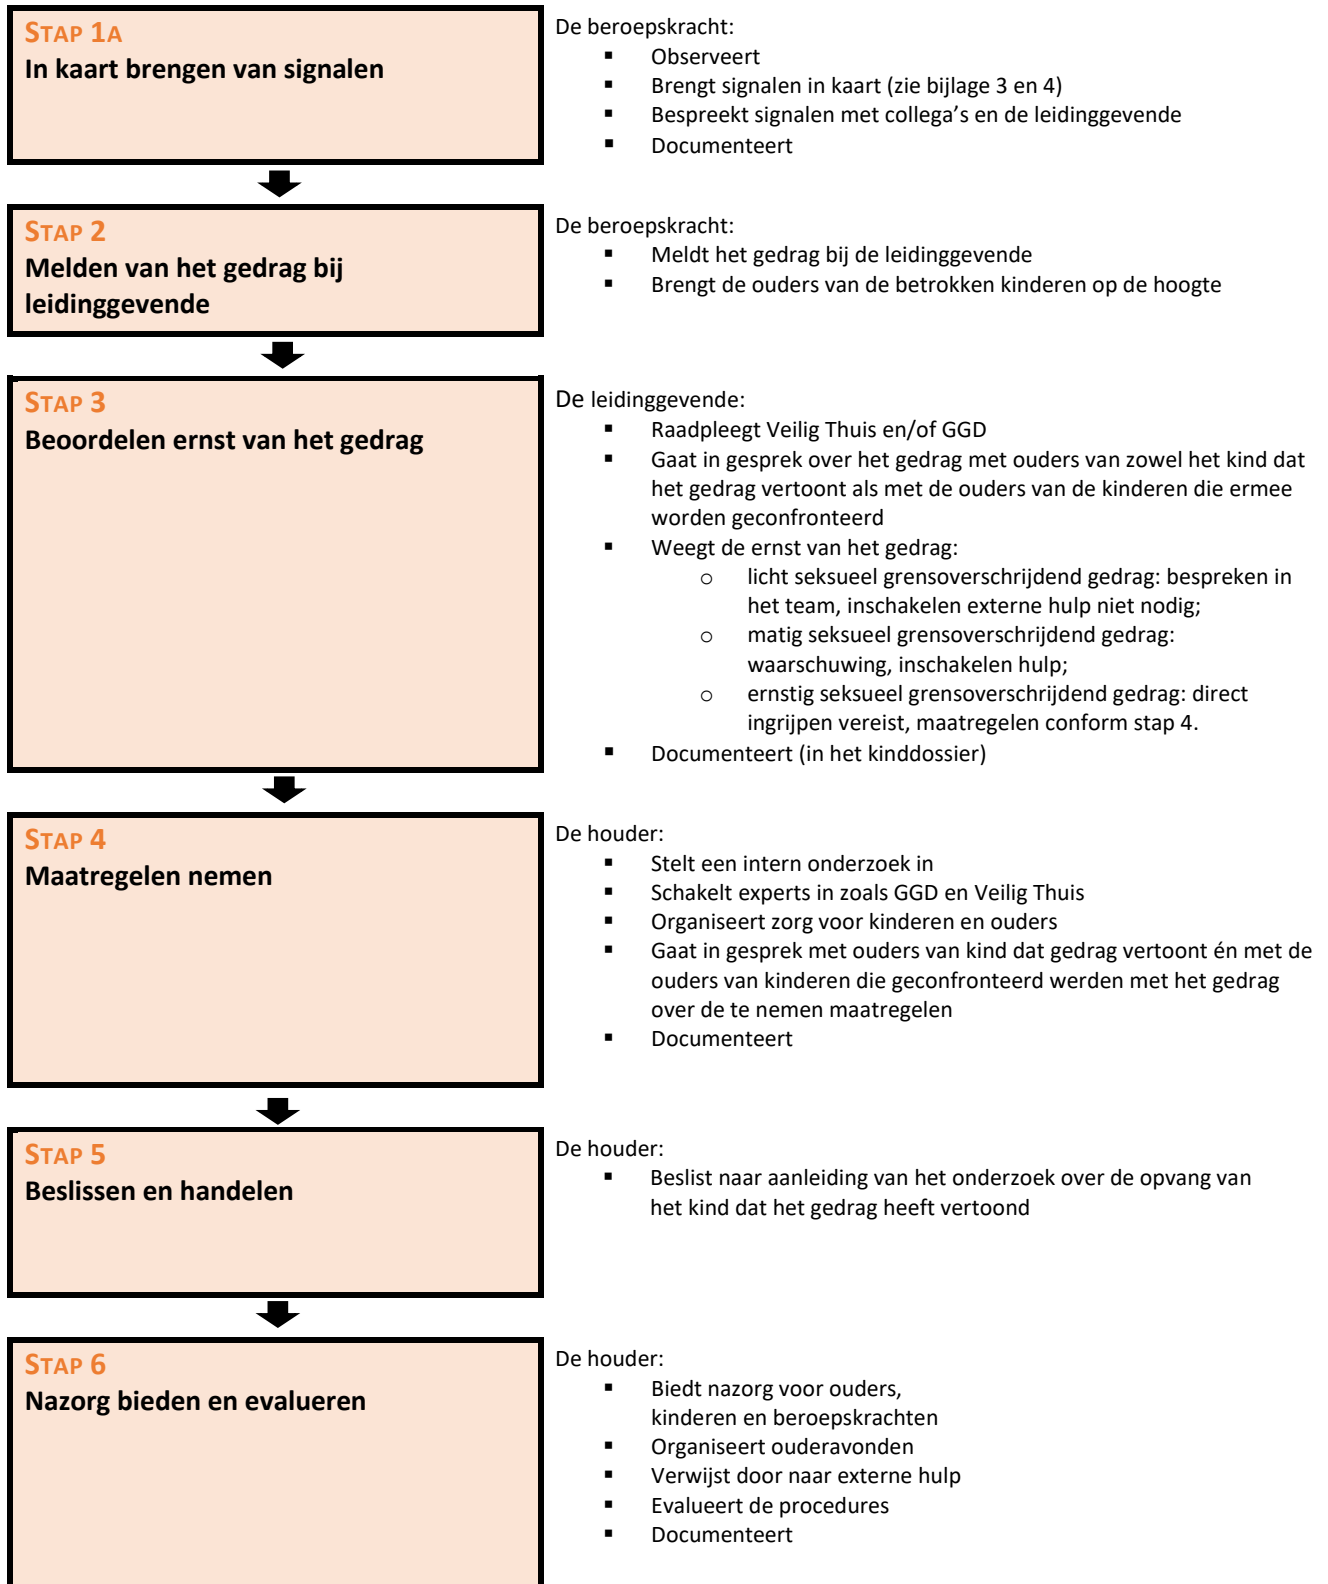 STAP 1A
In kaart brengen van signalen
De beroepskracht:
▪ Observeert
▪ Brengt signalen in kaart (zie bijlage 3 en 4)
▪ Bespreekt signalen met collega’s en de leidinggevende
▪ Documenteert
STAP 2
Melden van het gedrag bij
leidinggevende
De beroepskracht:
▪ Meldt het gedrag bij de leidinggevende
▪ Brengt de ouders van de betrokken kinderen op de hoogte
STAP 3
Beoordelen ernst van het gedrag
De leidinggevende:
▪ Raadpleegt Veilig Thuis en/of GGD
▪ Gaat in gesprek over het gedrag met ouders van zowel het kind dat
het gedrag vertoont als met de ouders van de kinderen die ermee
worden geconfronteerd
▪ Weegt de ernst van het gedrag:
o licht seksueel grensoverschrijdend gedrag: bespreken in
het team, inschakelen externe hulp niet nodig;
o matig seksueel grensoverschrijdend gedrag:
waarschuwing, inschakelen hulp;
o ernstig seksueel grensoverschrijdend gedrag: direct
ingrijpen vereist, maatregelen conform stap 4.
▪ Documenteert (in het kinddossier)
STAP 4
Maatregelen nemen
De houder:
▪ Stelt een intern onderzoek in
▪ Schakelt experts in zoals GGD en Veilig Thuis
▪ Organiseert zorg voor kinderen en ouders
▪ Gaat in gesprek met ouders van kind dat gedrag vertoont én met de
ouders van kinderen die geconfronteerd werden met het gedrag
over de te nemen maatregelen
▪ Documenteert
STAP 5
Beslissen en handelen
De houder:
▪ Beslist naar aanleiding van het onderzoek over de opvang van
het kind dat het gedrag heeft vertoond
STAP 6
Nazorg bieden en evalueren
De houder:
▪ Biedt nazorg voor ouders,
kinderen en beroepskrachten
▪ Organiseert ouderavonden
▪ Verwijst door naar externe hulp
▪ Evalueert de procedures
▪ Documenteert